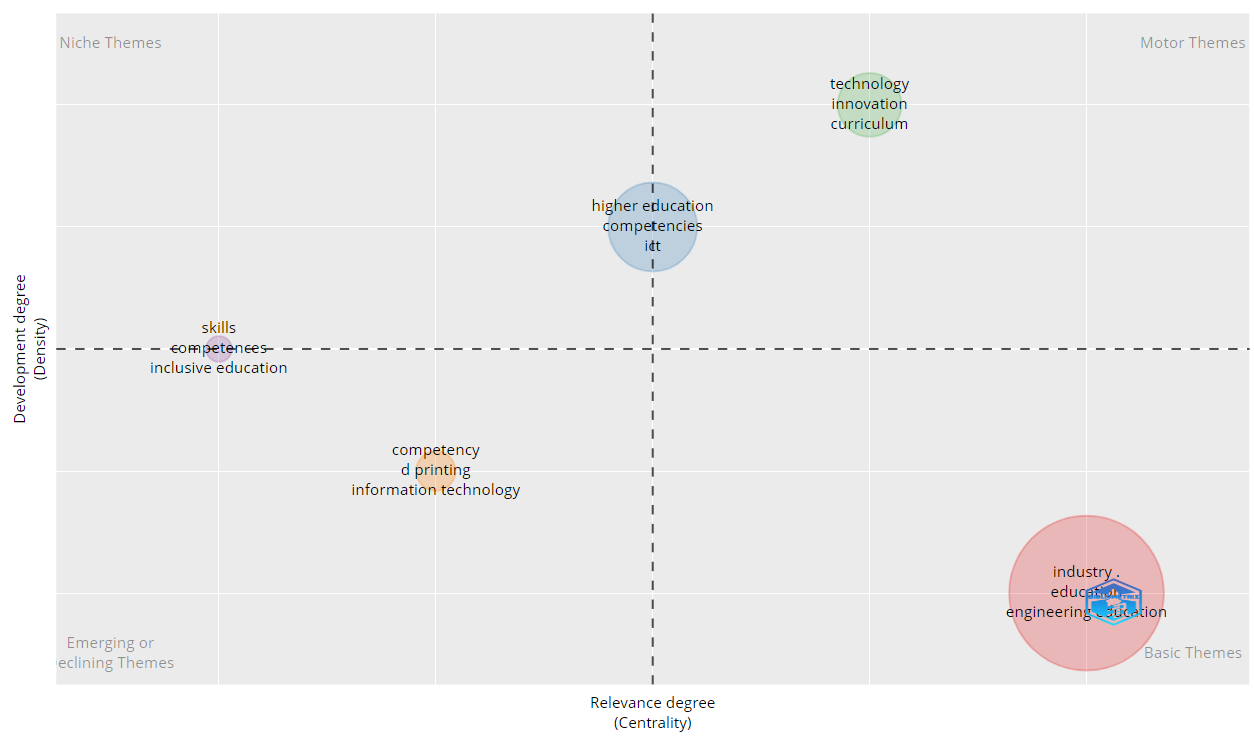 Niche Themes
Motor Themes
technology
innovation
curriculum
higher education
competencies
ict
skills
competences
inclusive education
competency
d printing
information technology
industry .
education
engineering education
Emerging or
eclining Themes
Basic Themes
Development degree
(Density)
Relevance degree
(Centrality)